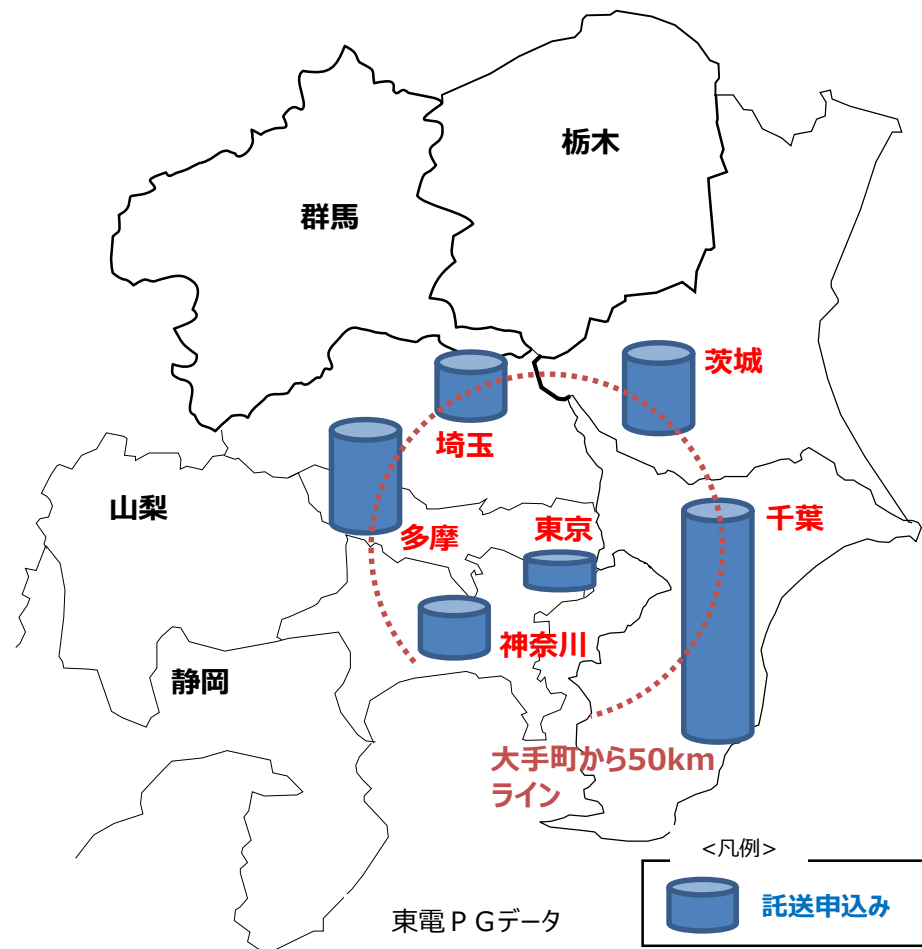 栃木
群馬
茨城
埼玉
山梨
千葉
東京
多摩
神奈川
静岡
大手町から50km
ライン
<凡例>
託送申込み
東電ＰＧデータ